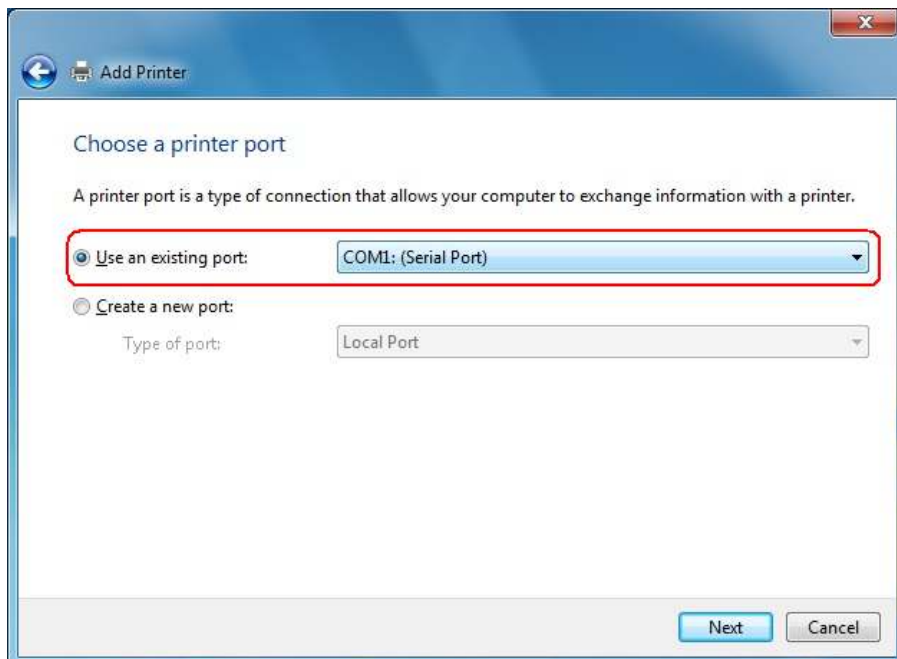 Add Printer
Choose a printer port
A printer port is a type of connection that allows your computer to exchange information with a printer.
Use an existing port: COM1: (Serial Port)
Create a new port:
Type of port: Local Port
Next Cancel